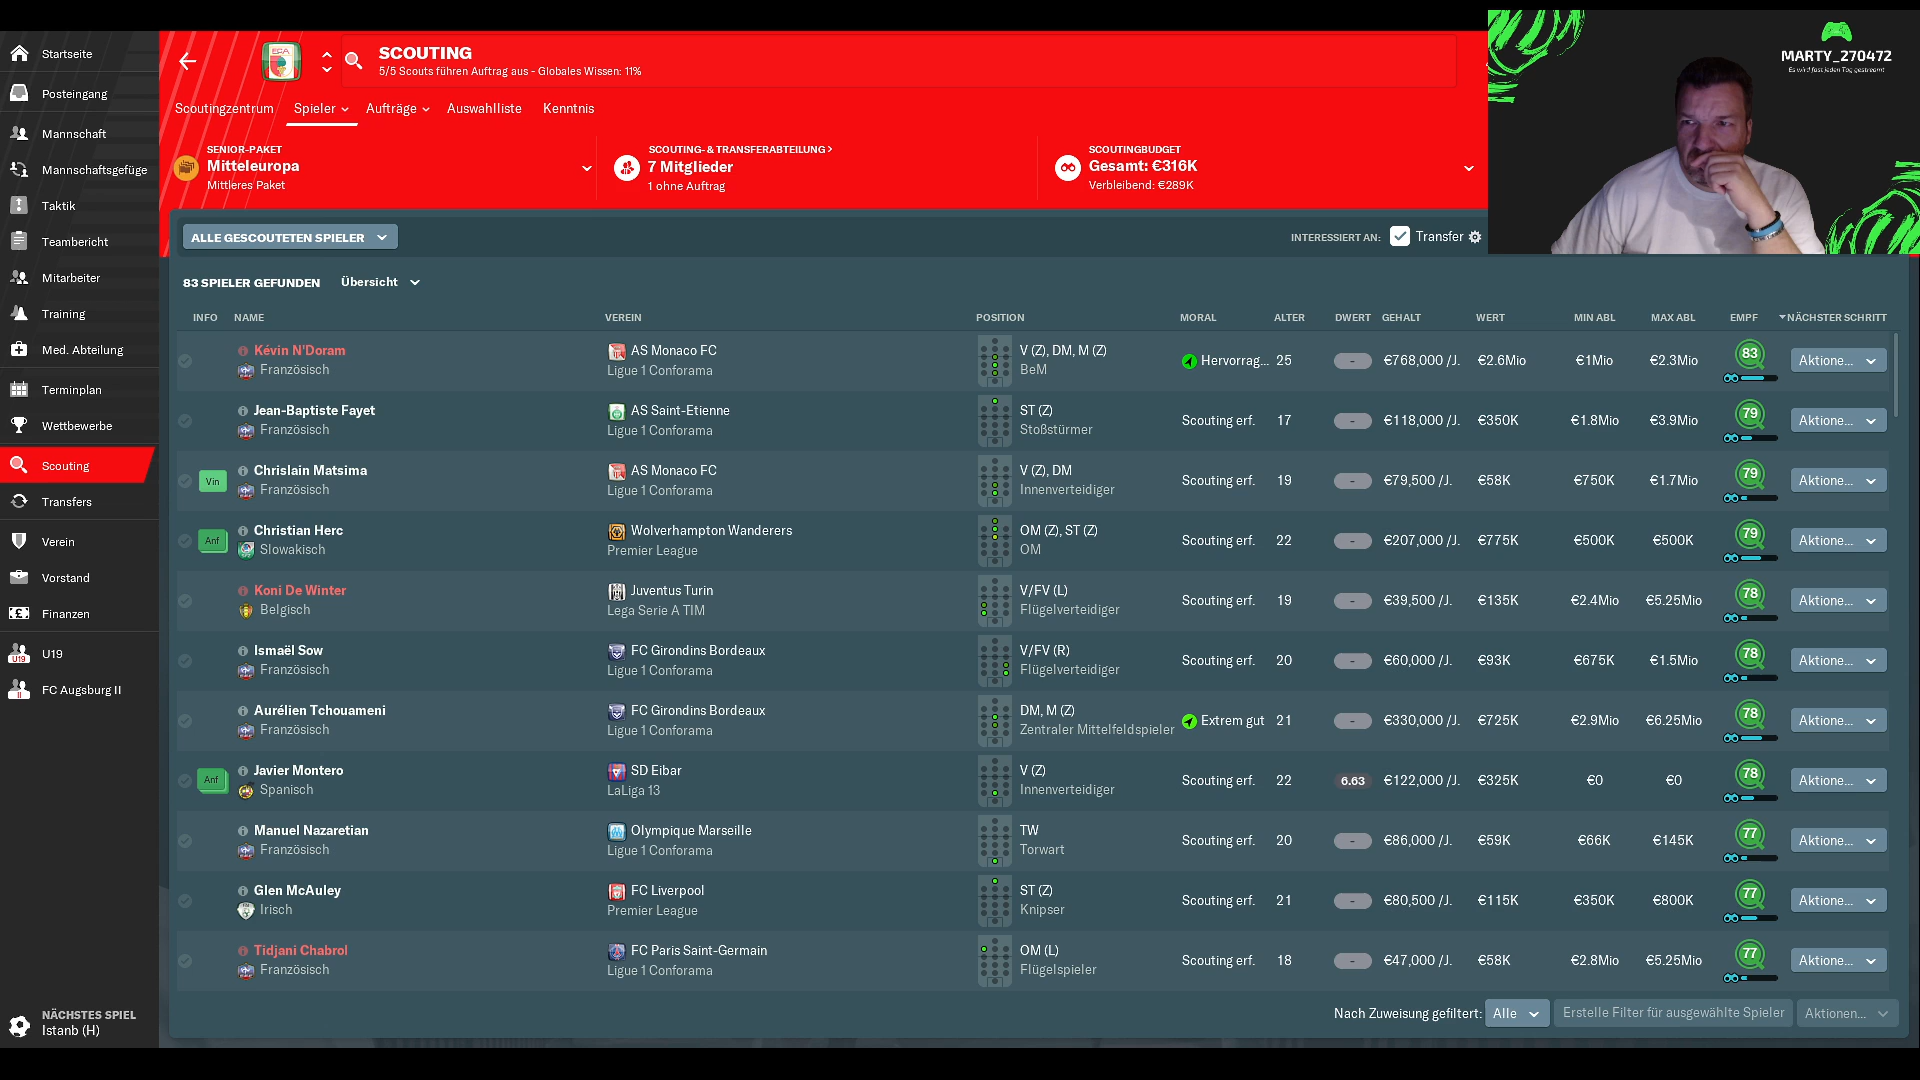 MARTY_270472
Es wird fast jeden Tag gestreamt
Startseite
Posteingang
Mannschaft
Mannschaftsgefüge
Taktik
Teambericht
Mitarbeiter
Training
Med. Abteilung
Terminplan
Wettbewerbe
Scouting
Transfers
Verein
Vorstand
Finanzen
U19
U19
FC Augsburg II
II
NÄCHSTES SPIEL
Istanb (H)
FCA
SCOUTING
5/5 Scouts führen Auftrag aus - Globales Wissen: 11%
Scoutingzentrum Spieler Aufträge Auswahlliste Kenntnis
SENIOR-PAKET
Mitteleuropa
Mittleres Paket
SCOUTING- & TRANSFERABTEILUNG >
7 Mitglieder
1 ohne Auftrag
SCOUTINGBUDGET
Gesamt: €316K
Verbleibend: €289K
ALLE GESCOUTETEN SPIELER
INTERESSIERT AN: Transfer
83 SPIELER GEFUNDEN Übersicht
INFO NAME VEREIN POSITION MORAL ALTER DWERT GEHALT WERT MIN ABL MAX ABL EMPF NÄCHSTER SCHRITT
Kévin N'Doram AS Monaco FC V (Z), DM, M (Z) Hervorrag... 25 - €768,000 /J. €2.6Mio €1Mio €2.3Mio 83 Aktione...
Französisch Ligue 1 Conforama BeM
Jean-Baptiste Fayet AS Saint-Etienne ST (Z) Scouting erf. 17 - €118,000 /J. €350K €1.8Mio €3.9Mio 79 Aktione...
Französisch Ligue 1 Conforama Stoßstürmer
Vin Chrislain Matsima AS Monaco FC V (Z), DM Scouting erf. 19 - €79,500 /J. €58K €750K €1.7Mio 79 Aktione...
Französisch Ligue 1 Conforama Innenverteidiger
Anf Christian Herc Wolverhampton Wanderers OM (Z), ST (Z) Scouting erf. 22 - €207,000 /J. €775K €500K €500K 79 Aktione...
Slowakisch Premier League OM
Koni De Winter Juventus Turin V/FV (L) Scouting erf. 19 - €39,500 /J. €135K €2.4Mio €5.25Mio 78 Aktione...
Belgisch Lega Serie A TIM Flügelverteidiger
Ismaël Sow FC Girondins Bordeaux V/FV (R) Scouting erf. 20 - €60,000 /J. €93K €675K €1.5Mio 78 Aktione...
Französisch Ligue 1 Conforama Flügelverteidiger
Aurélien Tchouameni FC Girondins Bordeaux DM, M (Z) Extrem gut 21 - €330,000 /J. €725K €2.9Mio €6.25Mio 78 Aktione...
Französisch Ligue 1 Conforama Zentraler Mittelfeldspieler
Anf Javier Montero SD Eibar V (Z) Scouting erf. 22 6.63 €122,000 /J. €325K €0 €0 78 Aktione...
Spanisch LaLiga 13 Innenverteidiger
Manuel Nazaretian Olympique Marseille TW Scouting erf. 20 - €86,000 /J. €59K €66K €145K 77 Aktione...
Französisch Ligue 1 Conforama Torwart
Glen McAuley FC Liverpool ST (Z) Scouting erf. 21 - €80,500 /J. €115K €350K €800K 77 Aktione...
Irisch Premier League Knipser
Tidjani Chabrol FC Paris Saint-Germain OM (L) Scouting erf. 18 - €47,000 /J. €58K €2.8Mio €5.25Mio 77 Aktione...
Französisch Ligue 1 Conforama Flügelspieler
Nach Zuweisung gefiltert: Alle Erstelle Filter für ausgewählte Spieler Aktionen...